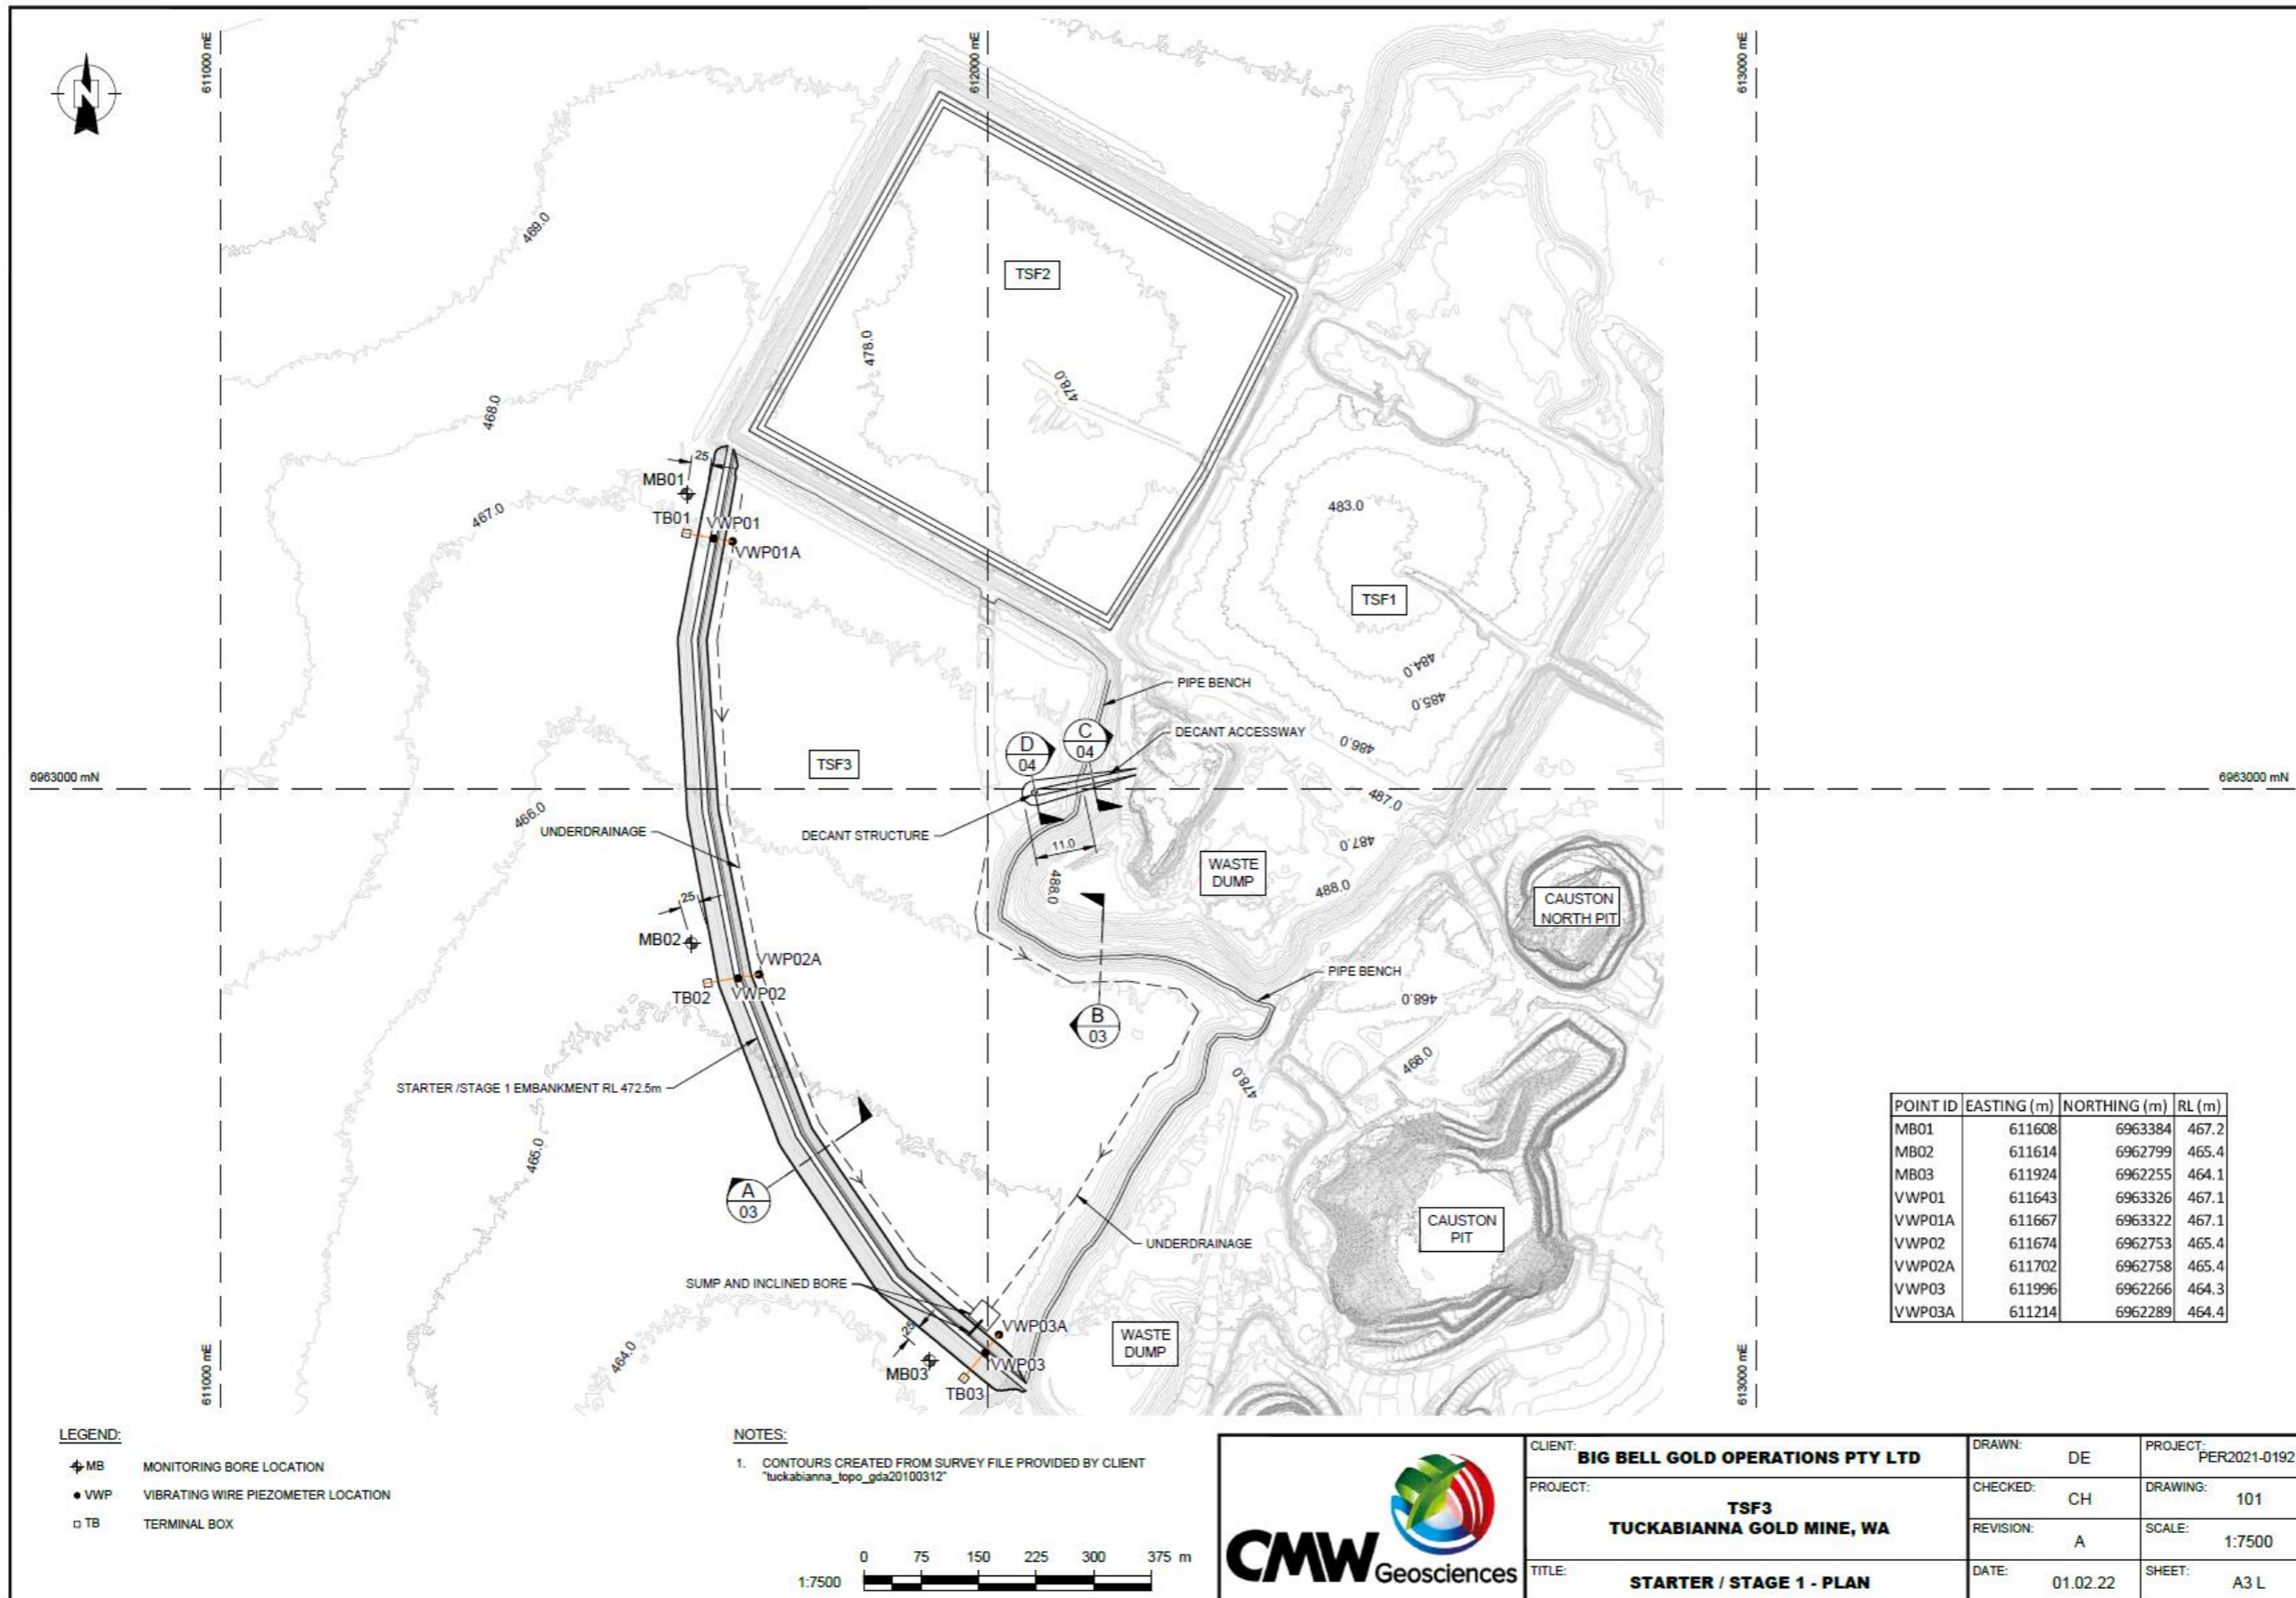 611000 mE
612000 mE
613000 mE
N
469.0
TSF2
478.0
478.0
468.0
25
MB01
467.0
TB01
VWP01
VWP01A
483.0
TSF1
484.0
485.0
486.0
PIPE BENCH
DECANT ACCESSWAY
D
04
C
04
TSF3
6963000 mN
6963000 mN
466.0
UNDERDRAINAGE
DECANT STRUCTURE
487.0
487.0
11.0
WASTE
DUMP
488.0
488.0
CAUSTON
NORTH PIT
25
MB02
VWP02A
TB02
VWP02
PIPE BENCH
468.0
B
03
468.0
478.0
STARTER /STAGE 1 EMBANKMENT RL 472.5m
465.0
A
03
CAUSTON
PIT
UNDERDRAINAGE
SUMP AND INCLINED BORE
25
VWP03A
WASTE
DUMP
464.0
MB03
VWP03
TB03
611000 mE
613000 mE
POINT ID EASTING (m) NORTHING (m) RL (m)
MB01 611608 6963384 467.2
MB02 611614 6962799 465.4
MB03 611924 6962255 464.1
VWP01 611643 6963326 467.1
VWP01A 611667 6963322 467.1
VWP02 611674 6962753 465.4
VWP02A 611702 6962758 465.4
VWP03 611996 6962266 464.3
VWP03A 611214 6962289 464.4
LEGEND:
MB MONITORING BORE LOCATION
VWP VIBRATING WIRE PIEZOMETER LOCATION
TB TERMINAL BOX
NOTES:
1. CONTOURS CREATED FROM SURVEY FILE PROVIDED BY CLIENT
"tuckabianna_topo_gda20100312"
0 75 150 225 300 375 m
1:7500
CMW Geosciences
CLIENT: BIG BELL GOLD OPERATIONS PTY LTD
PROJECT:
TSF3
TUCKABIANNA GOLD MINE, WA
TITLE: STARTER / STAGE 1 - PLAN
DRAWN: DE
PROJECT: PER2021-0192
CHECKED: CH
DRAWING: 101
REVISION: A
SCALE: 1:7500
DATE: 01.02.22
SHEET: A3 L